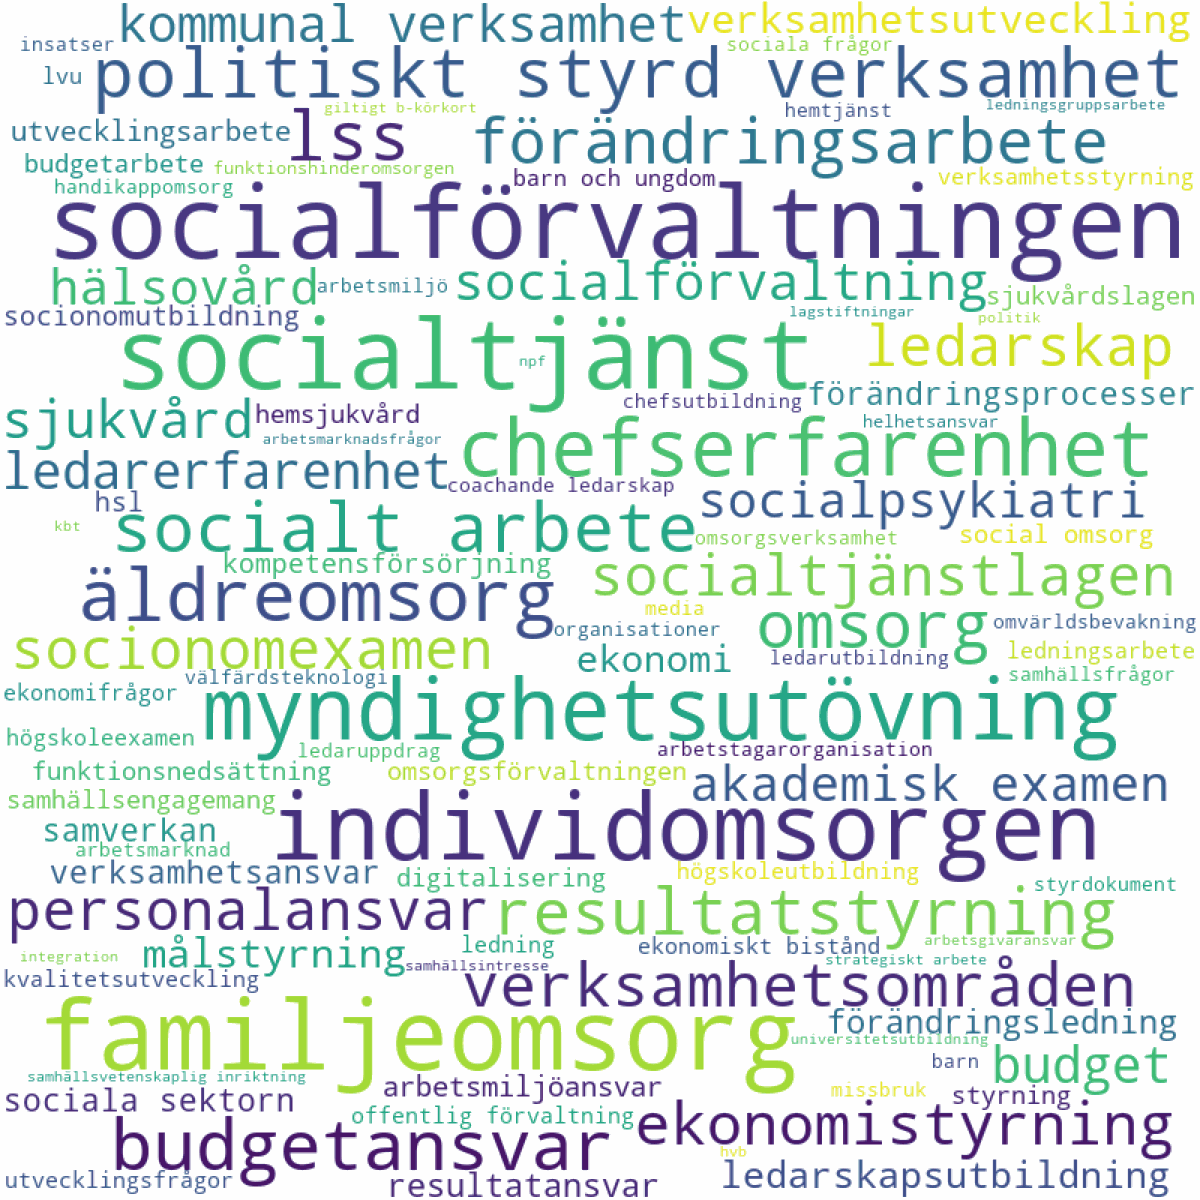 kommunal verksamhet verksamhetsutveckling
insatser sociala frågor
lvu politiskt styrd verksamhet
giltigt b-körkort hemtjänst ledningsgruppsarbete
utvecklingsarbete lss förändringsarbete
budgetarbete funktionshinderomsorgen
handikappomsorg barn och ungdom verksamhetsstyrning
socialförvaltningen
hälsovård arbetsmiljö socialförvaltning sjukvårdslagen
socionomutbildning lagstiftningar politik
socialtjänst npf ledarskap
chefsutbildning förändringsprocesser
sjukvård hemsjukvård helhetsansvar
arbetsmarknadsfrågor chefserfarenhet
ledarerfarenhet coachande ledarskap
hsl socialpsykiatri
kbt socialt arbete omsorgsverksamhet social omsorg
kompetensförsörjning socialtjänstlagen
äldreomsorg media omsorg omvärldsbevakning
organisationer
socionomexamen ekonomi ledarutbildning ledningsarbete
välfärdsteknologi samhällsfrågor
ekonomifrågor myndighetsutövning
högskoleexamen ledaruppdrag arbetstagarorganisation
funktionsnedsättning omsorgsförvaltningen akademisk examen
samhällsengagemang
samverkan individomsorgen
arbetsmarknad
verksamhetsansvar digitalisering högskoleutbildning styrdokument
personalansvar resultatstyrning
integration målstyrning ledning ekonomiskt bistånd arbetsgivaransvar
samhällsintresse strategiskt arbete
kvalitetsutveckling verksamhetsområden
familjeomsorg förändringsledning
universitetsutbildning
barn budget
samhällsvetenskaplig inriktning
sociala sektorn arbetsmiljöansvar missbruk styrning
offentlig förvaltning
budgetansvar ekonomistyrning
hvb
utvecklingsfrågor resultatansvar ledarskapsutbildning